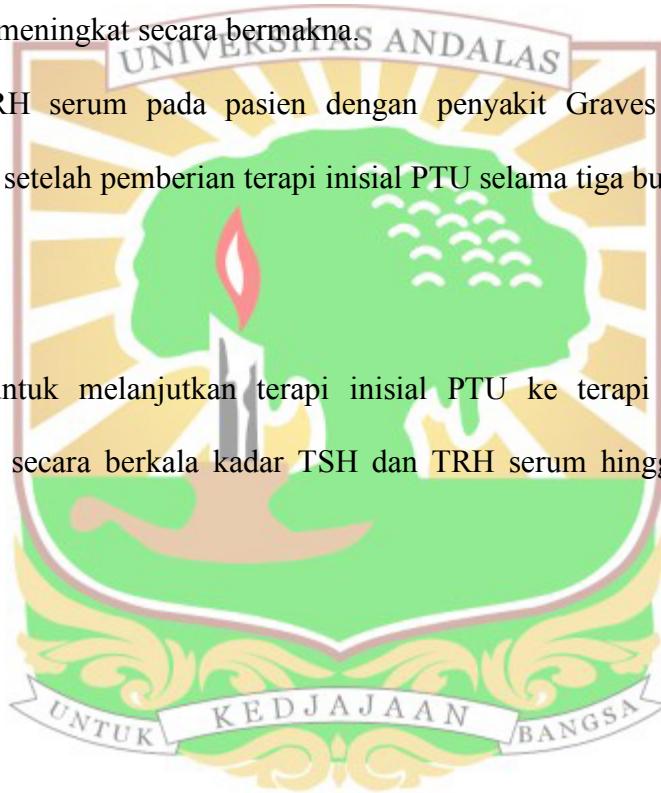 meningkat secara bermakna.
UNIVERSITAS ANDALAS
RH serum pada pasien dengan penyakit Graves
setelah pemberian terapi inisial PTU selama tiga bu
ntuk melanjutkan terapi inisial PTU ke terapi
secara berkala kadar TSH dan TRH serum hingg
UNTUK KEDJAJAAN BANGSA